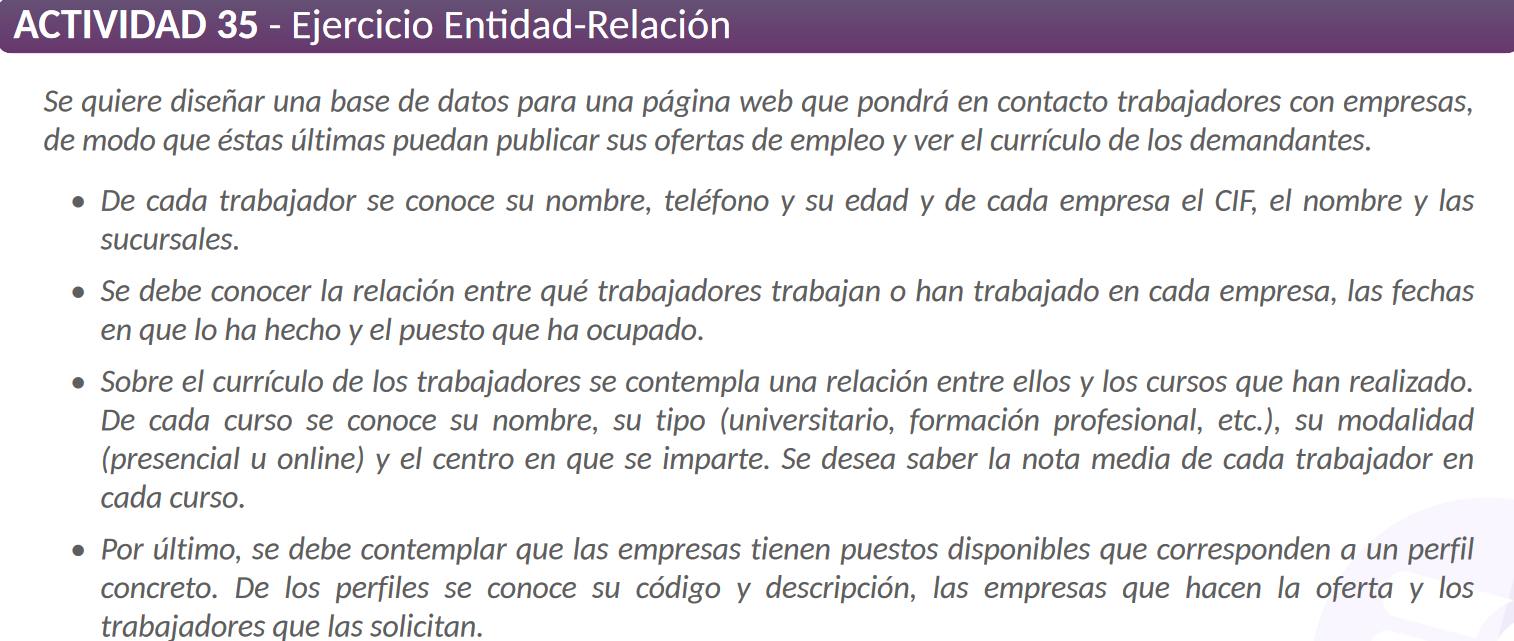 ACTIVIDAD 35 - Ejercicio Entidad-Relación
Se quiere diseñar una base de datos para una página web que pondrá en contacto trabajadores con empresas,
de modo que éstas últimas puedan publicar sus ofertas de empleo y ver el currículo de los demandantes.
• De cada trabajador se conoce su nombre, teléfono y su edad y de cada empresa el CIF, el nombre y las
sucursales.
• Se debe conocer la relación entre qué trabajadores trabajan o han trabajado en cada empresa, las fechas
en que lo ha hecho y el puesto que ha ocupado.
• Sobre el currículo de los trabajadores se contempla una relación entre ellos y los cursos que han realizado.
De cada curso se conoce su nombre, su tipo (universitario, formación profesional, etc.), su modalidad
(presencial u online) y el centro en que se imparte. Se desea saber la nota media de cada trabajador en
cada curso.
• Por último, se debe contemplar que las empresas tienen puestos disponibles que corresponden a un perfil
concreto. De los perfiles se conoce su código y descripción, las empresas que hacen la oferta y los
trabajadores que las solicitan.